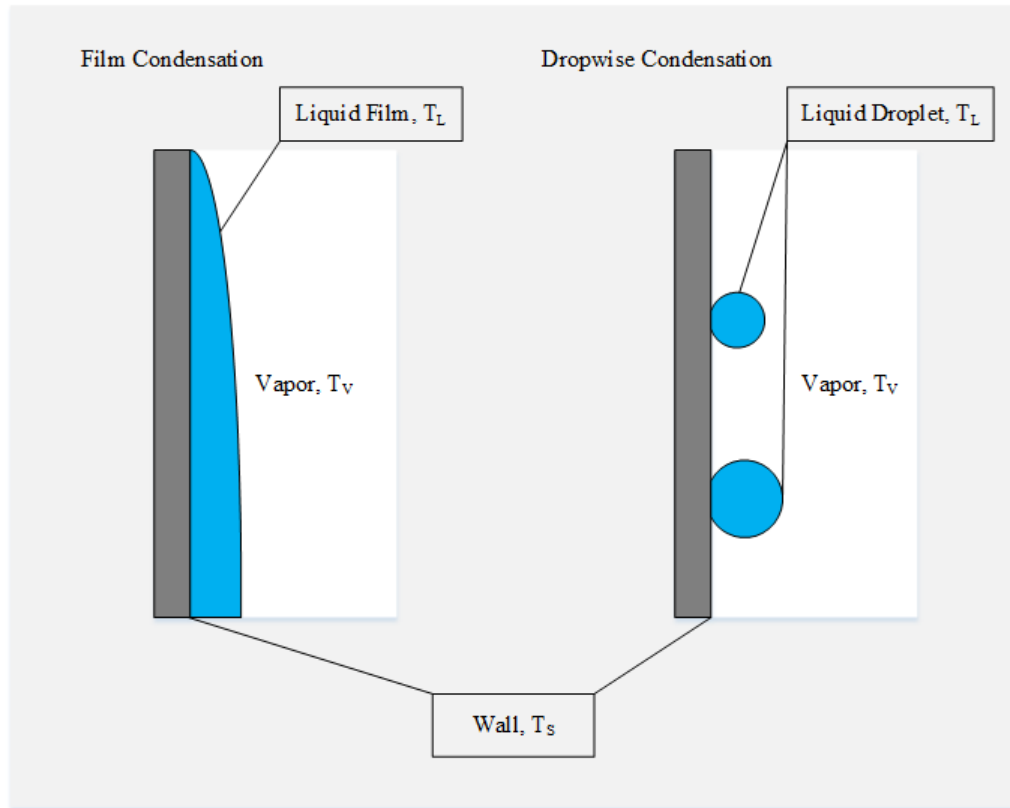 Film Condensation
Dropwise Condensation
Liquid Film, T_L
Liquid Droplet, T_L
Vapor, T_V
Vapor, T_V
Wall, T_S